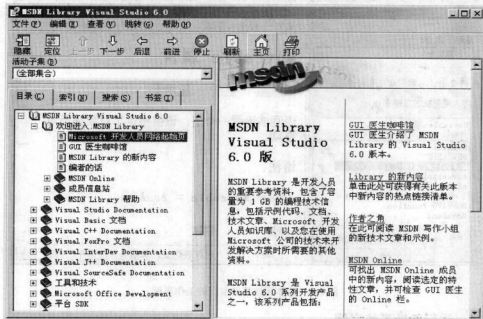 MSDN Library Visual Studio 6.0
文件(F) 编辑(E) 查看(V) 跳转(G) 帮助(H)
隐藏 定位 上一步 下一步 后退 前进 停止 刷新 主页 打印
活动子集(B)
(全部集合)
目录(C) 索引(N) 搜索(S) 书签(I)
MSDN Library Visual Studio 6.0
欢迎进入 MSDN Library
Microsoft 开发人员网络起始页
GUI 医生咖啡馆
MSDN Library 的新内容
编者的话
MSDN Online
成员信息站
MSDN Library 帮助
Visual Studio Documentation
Visual Basic 文档
Visual C++ Documentation
Visual FoxPro 文档
Visual InterDev Documentation
Visual J++ Documentation
Visual SourceSafe Documentation
工具和技术
Microsoft Office Development
平台 SDK
msdn
MSDN Library
Visual Studio
6.0 版
MSDN Library 是开发人员
的重要参考资料，包含了容
量为 1 GB 的编程技术信
息，包括示例代码、文档、
技术文章、Microsoft 开发
人员知识库、以及您在使用
Microsoft 公司的技术来开
发解决方案时所需要的其他
资料。
MSDN Library 是 Visual
Studio 6.0 系列开发产品
之一，该系列产品包括：
GUI 医生咖啡馆
GUI 医生介绍了 MSDN
Library 的 Visual Studio
6.0 版本。
Library 的新内容
单击此处可获得有关此版本
中新内容的热点链接清单。
作者之角
在此可阅读 MSDN 写作小组
的新技术文章和示例。
MSDN Online
可找出 MSDN Online 成员
中的新内容，阅读选定的特
性文章，并可检查 GUI 医生
的 Online 栏。